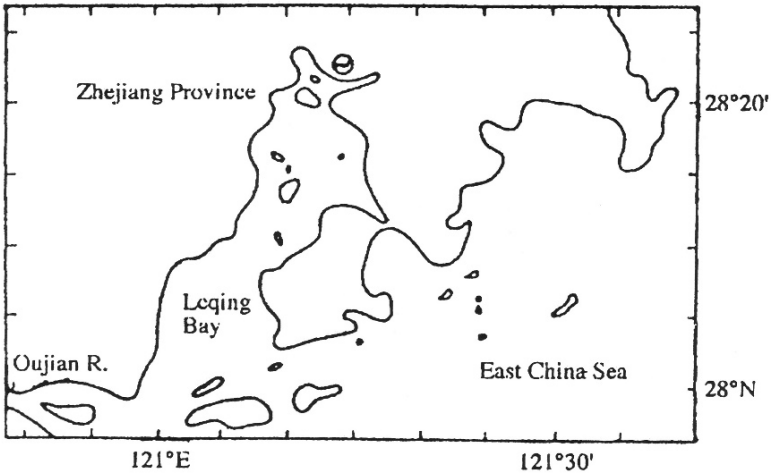 Zhejiang Province
28°20'
Leqing
Bay
Oujian R.
East China Sea
28°N
121°E
121°30'